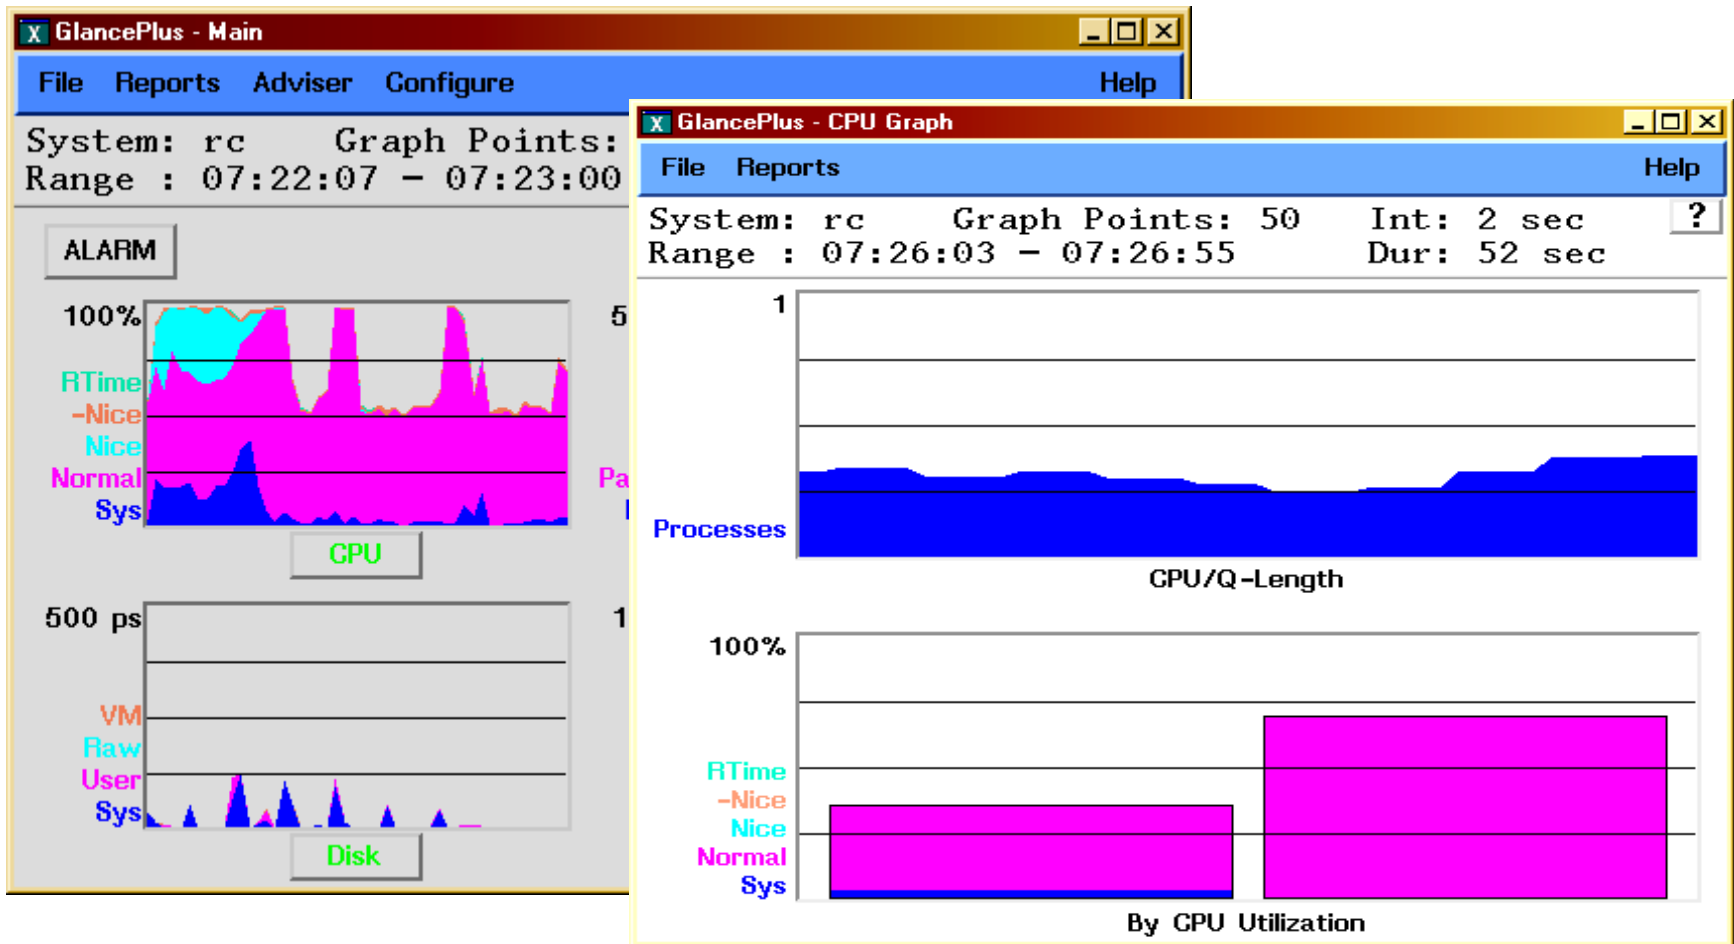 GlancePlus - Main
File Reports Adviser Configure Help
System: rc Graph Points:
Range : 07:22:07 - 07:23:00
ALARM
100%
RTime
-Nice
Nice
Normal
Sys
CPU
5
Pa
500 ps
VM
Raw
User
Sys
Disk
1
GlancePlus - CPU Graph
File Reports Help
System: rc Graph Points: 50 Int: 2 sec ?
Range : 07:26:03 - 07:26:55 Dur: 52 sec
1
Processes
CPU/Q-Length
100%
RTime
-Nice
Nice
Normal
Sys
By CPU Utilization